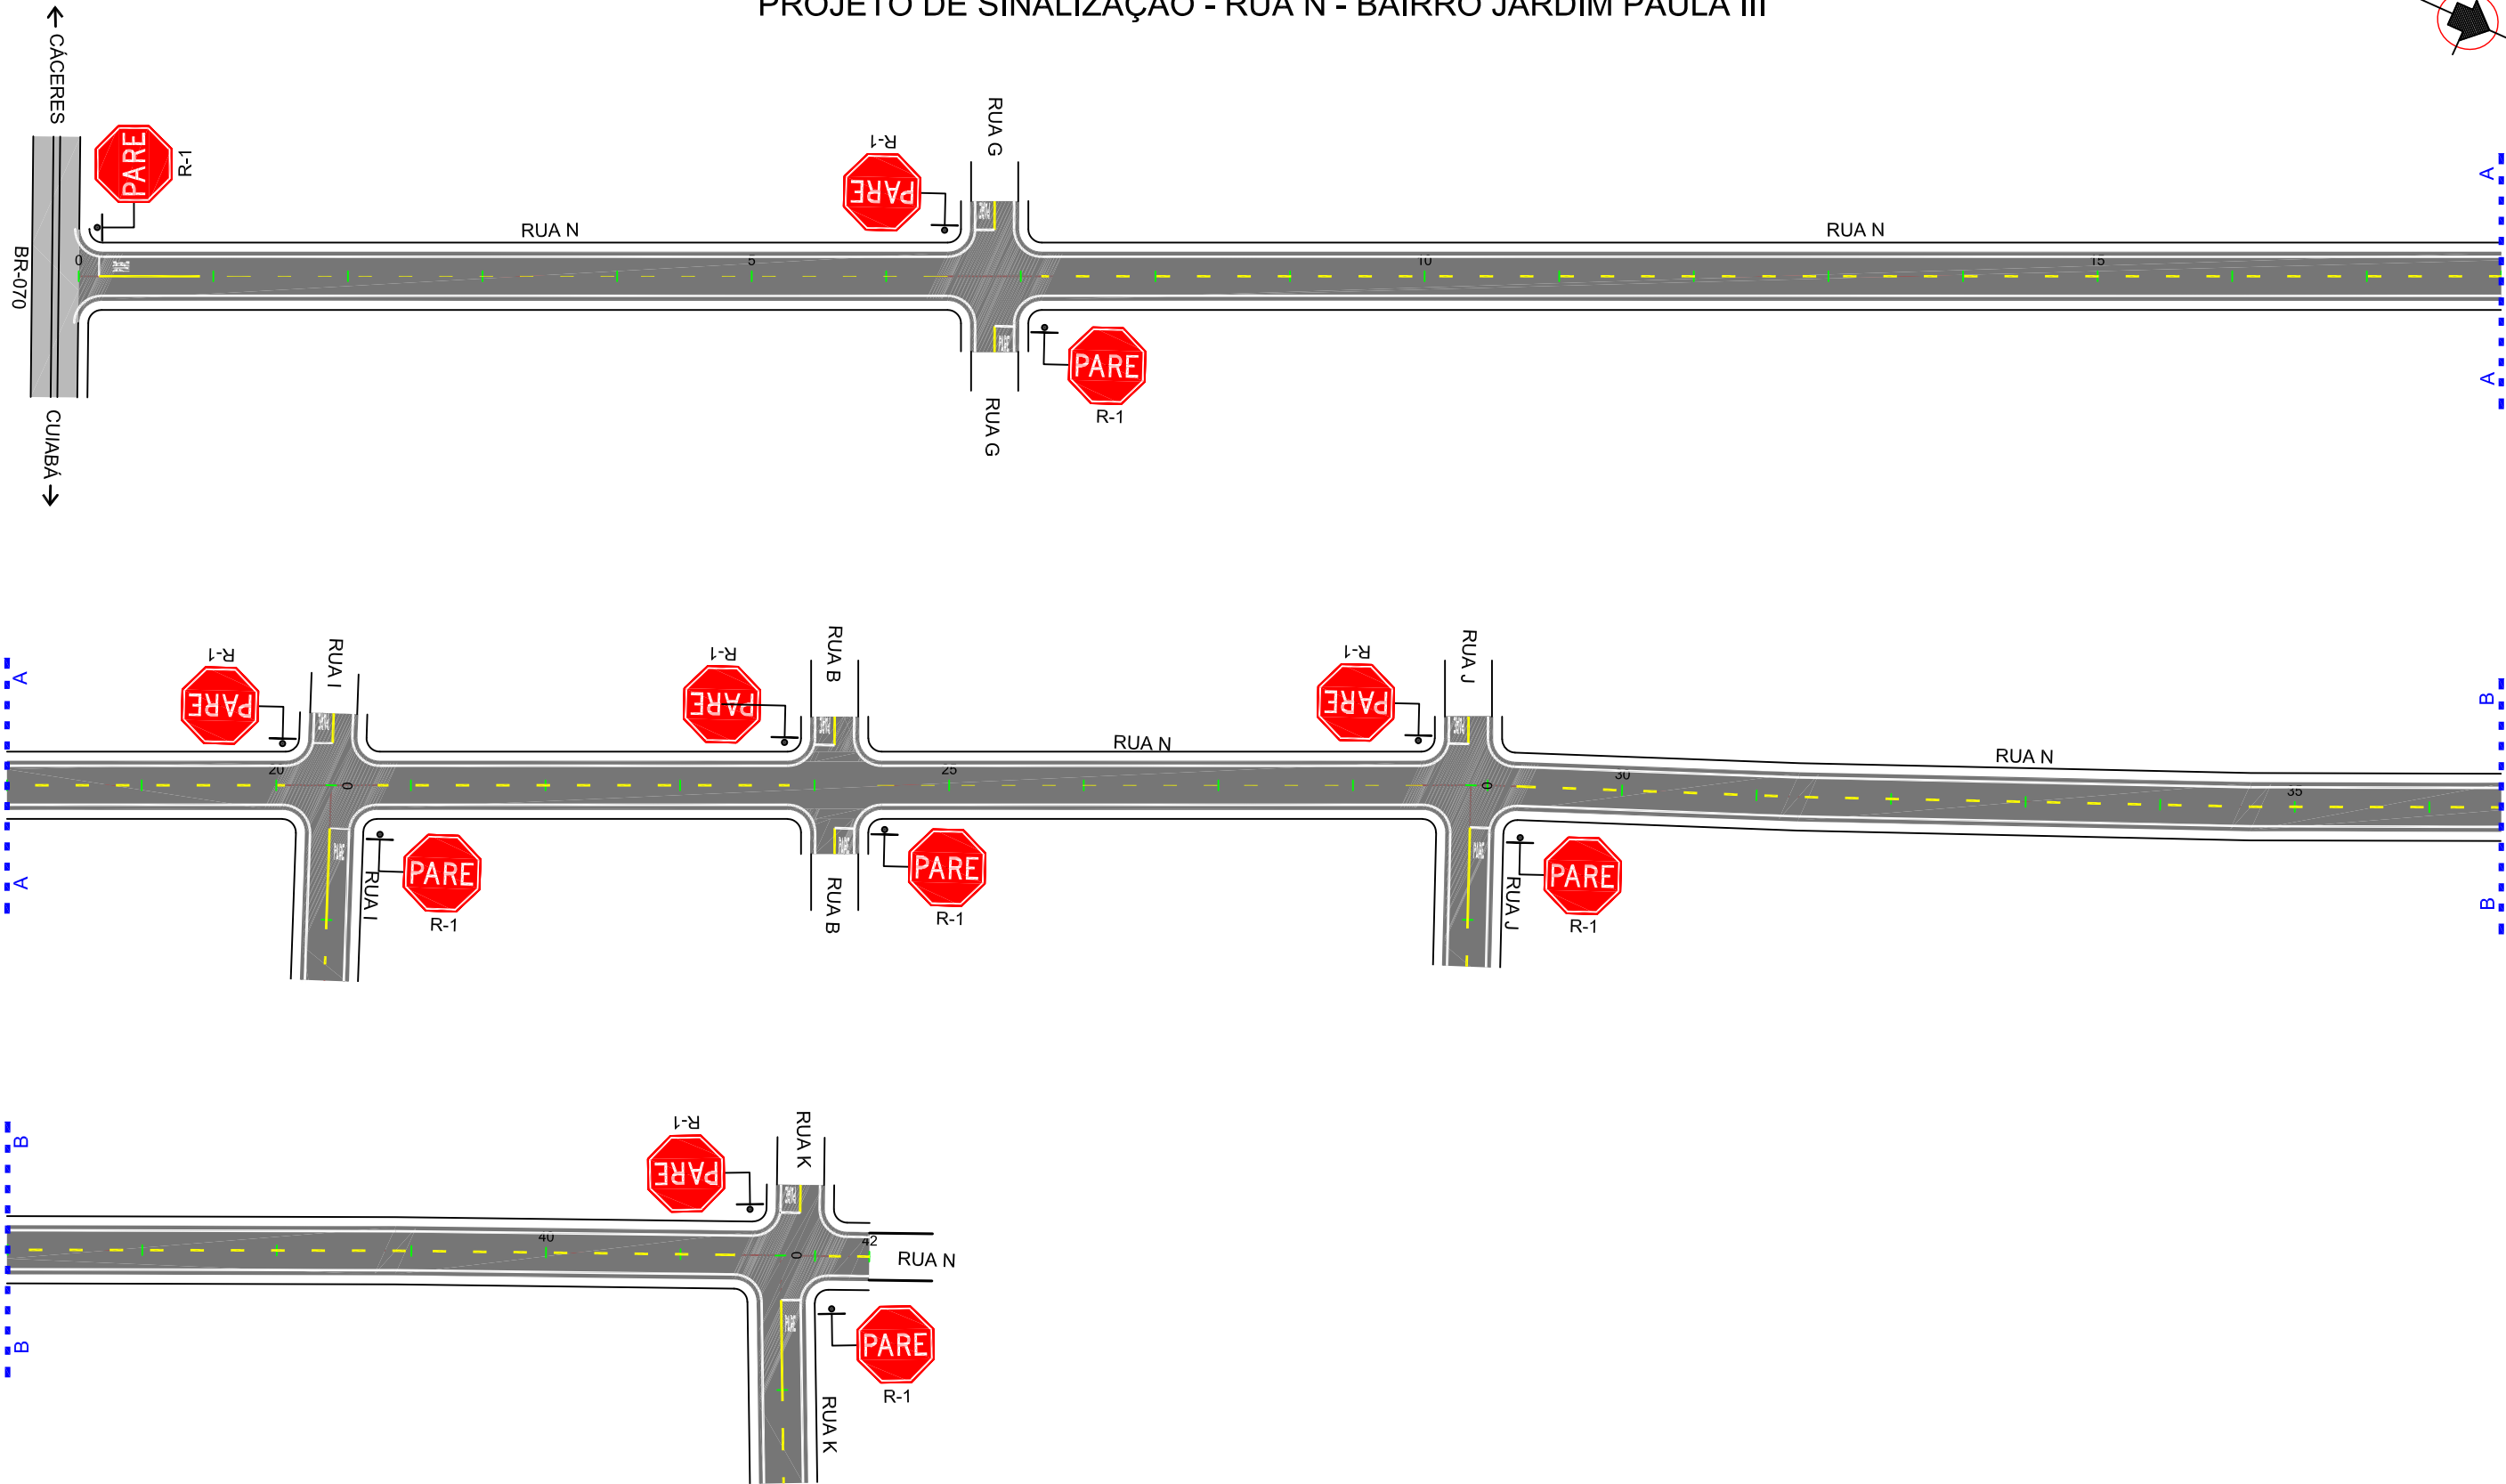 PROJETO DE SINALIZAÇÃO - RUA N - BAIRRO JARDIM PAULA III
CÁCERES
PARE
R-1
R-1
PARE
RUA G
A
RUA N
RUA N
BR-070
0
5
10
15
PARE
R-1
A
CUIABÁ
RUA G
R-1
PARE
RUA I
R-1
PARE
RUA B
R-1
PARE
RUA J
A
B
RUA N
RUA N
20
0
25
0
30
35
A
PARE
R-1
RUA I
PARE
R-1
RUA B
PARE
R-1
RUA J
B
R-1
PARE
RUA K
B
40
0
42
RUA N
B
PARE
R-1
RUA K